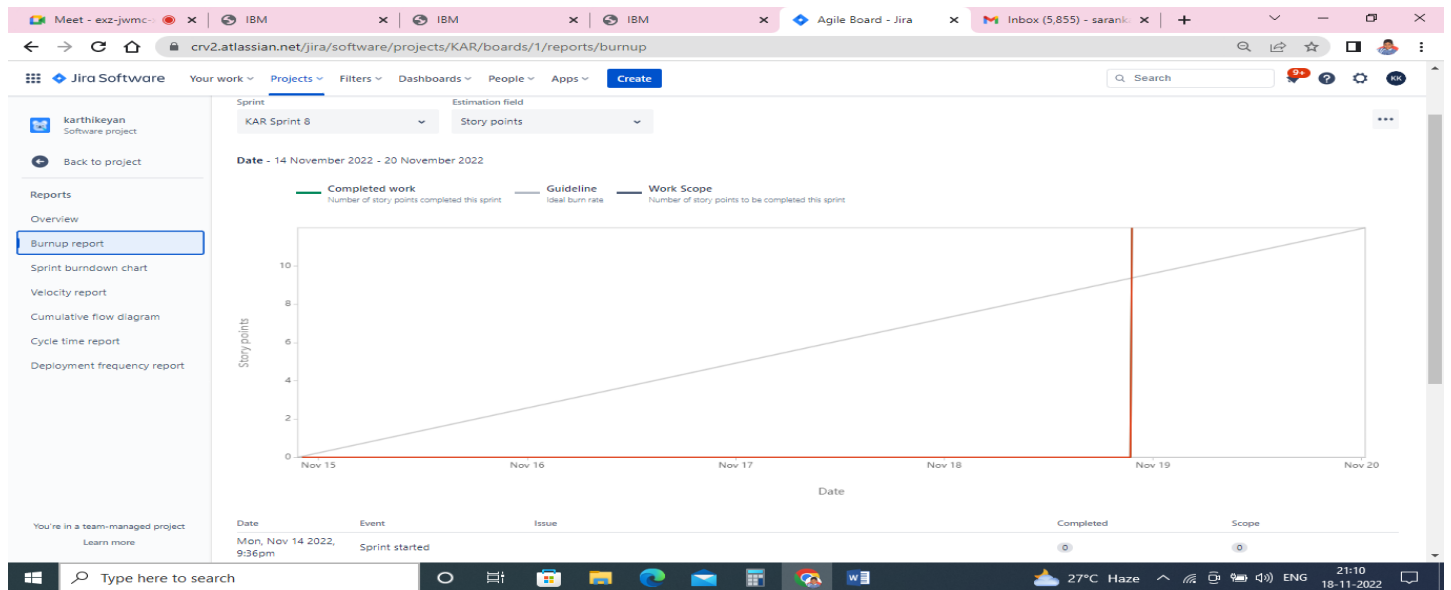 Meet - exz-jwmc-
IBM
IBM
IBM
Agile Board - Jira
Inbox (5,855) - sarank
crv2.atlassian.net/jira/software/projects/KAR/boards/1/reports/burnup
Jira Software
Your work
Projects
Filters
Dashboards
People
Apps
Create
Search
9+
KK
karthikeyan
Software project
Back to project
Reports
Overview
Burnup report
Sprint burndown chart
Velocity report
Cumulative flow diagram
Cycle time report
Deployment frequency report
You're in a team-managed project
Learn more
Sprint
Estimation field
KAR Sprint 8
Story points
Date - 14 November 2022 - 20 November 2022
Completed work
Number of story points completed this sprint
Guideline
Ideal burn rate
Work Scope
Number of story points to be completed this sprint
10
8
6
4
2
0
Story points
Nov 15
Nov 16
Nov 17
Nov 18
Nov 19
Nov 20
Date
Date
Event
Issue
Completed
Scope
Mon, Nov 14 2022,
9:36pm
Sprint started
0
0
Type here to search
27°C Haze
ENG
21:10
18-11-2022